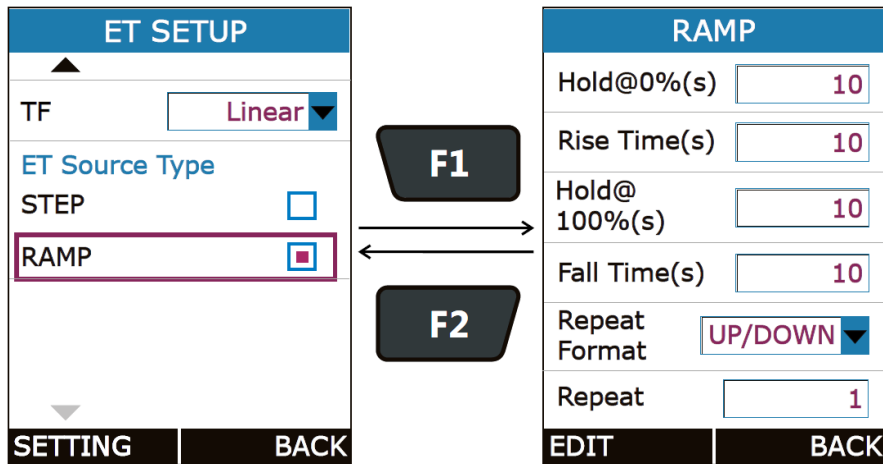 ET SETUP
TF Linear
ET Source Type
STEP
RAMP
SETTING BACK
F1
F2
RAMP
Hold@0%(s) 10
Rise Time(s) 10
Hold@
100%(s) 10
Fall Time(s) 10
Repeat
Format UP/DOWN
Repeat 1
EDIT BACK